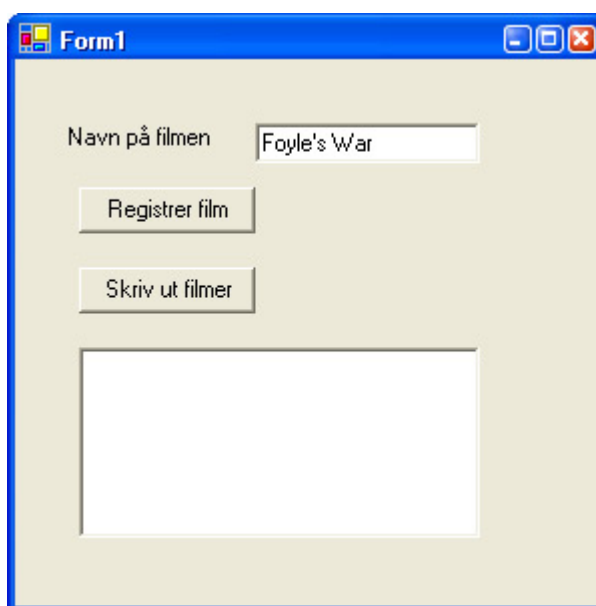 Form1
Navn på filmen
Foyle's War
Registrer film
Skriv ut filmer